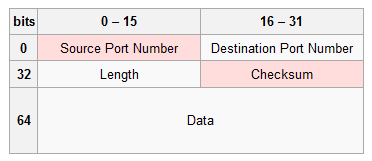 bits 0 – 15 16 – 31
0 Source Port Number Destination Port Number
32 Length Checksum
64 Data